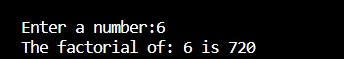 Enter a number:6
The factorial of: 6 is 720